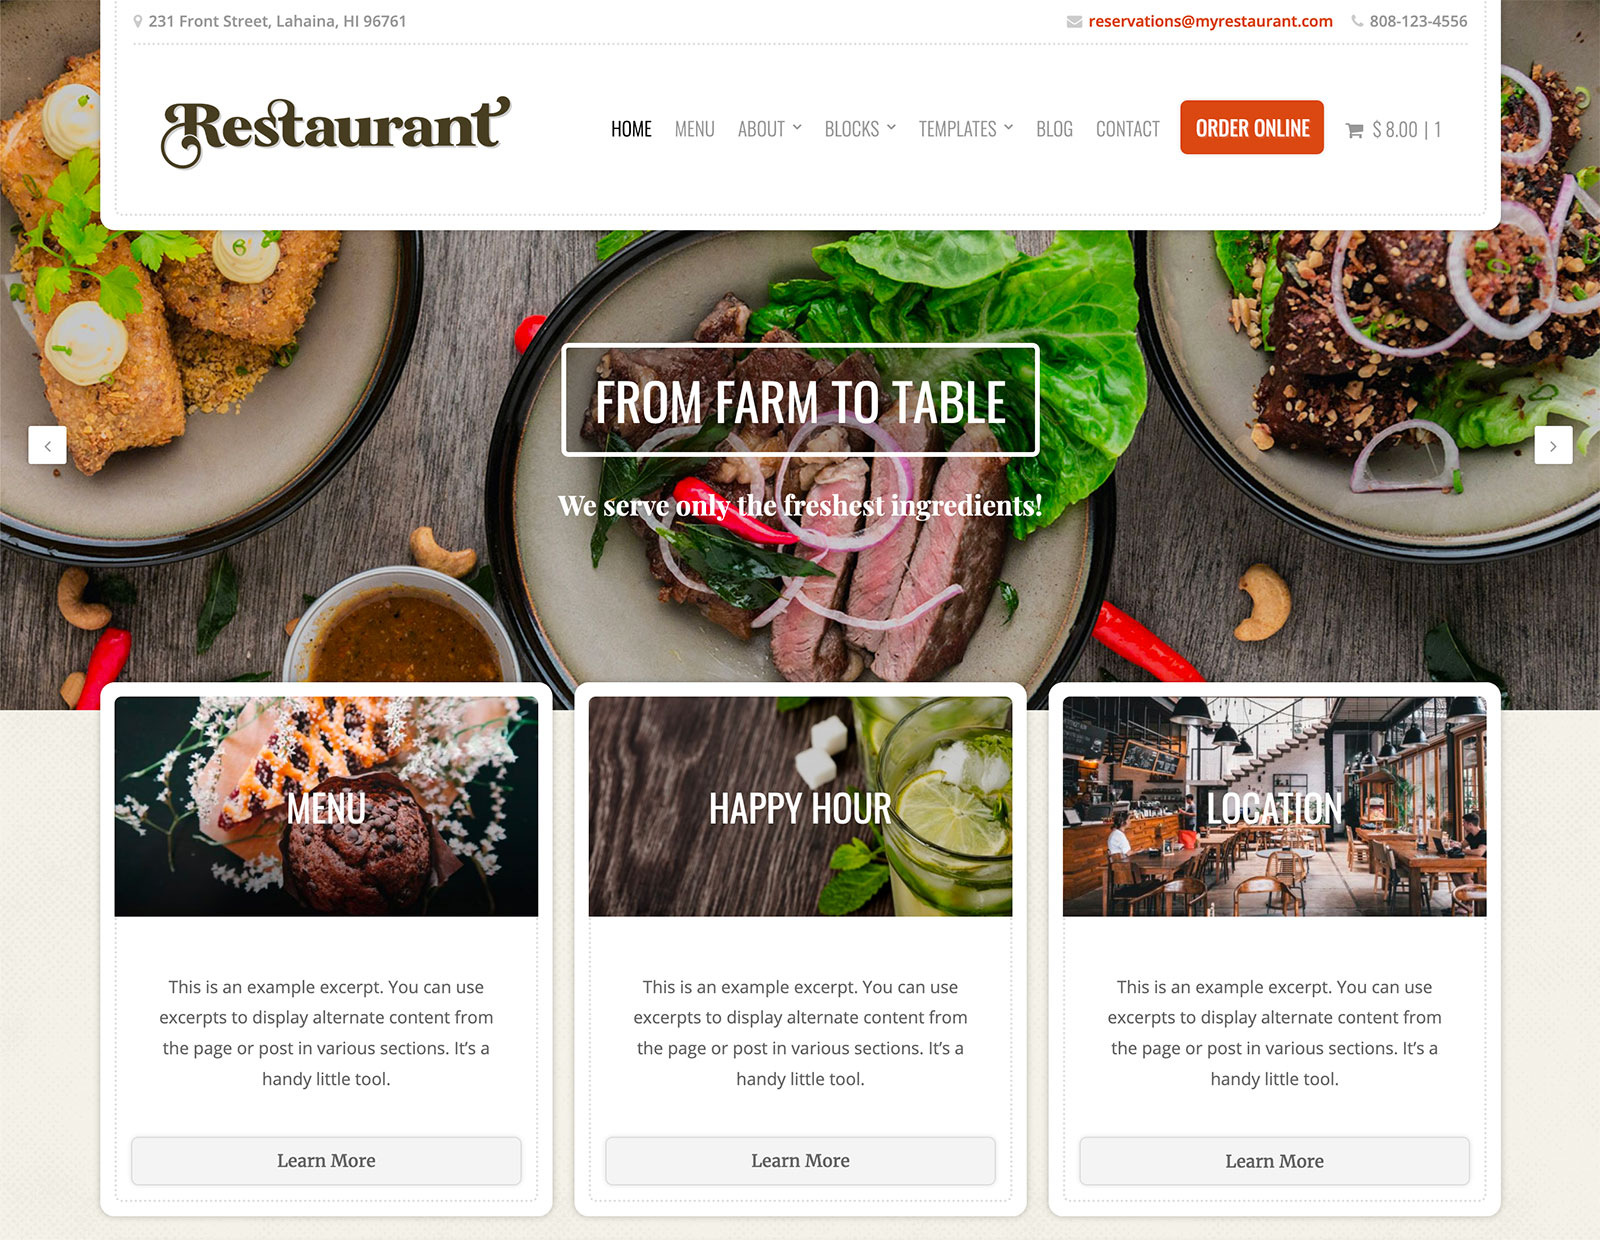 231 Front Street, Lahaina, HI 96761
reservations@myrestaurant.com 808-123-4556
Restaurant
HOME MENU ABOUT BLOCKS TEMPLATES BLOG CONTACT ORDER ONLINE $ 8.00 | 1
FROM FARM TO TABLE
We serve only the freshest ingredients!
MENU
This is an example excerpt. You can use
excerpts to display alternate content from
the page or post in various sections. It’s a
handy little tool.
Learn More
HAPPY HOUR
This is an example excerpt. You can use
excerpts to display alternate content from
the page or post in various sections. It’s a
handy little tool.
Learn More
LOCATION
This is an example excerpt. You can use
excerpts to display alternate content from
the page or post in various sections. It’s a
handy little tool.
Learn More